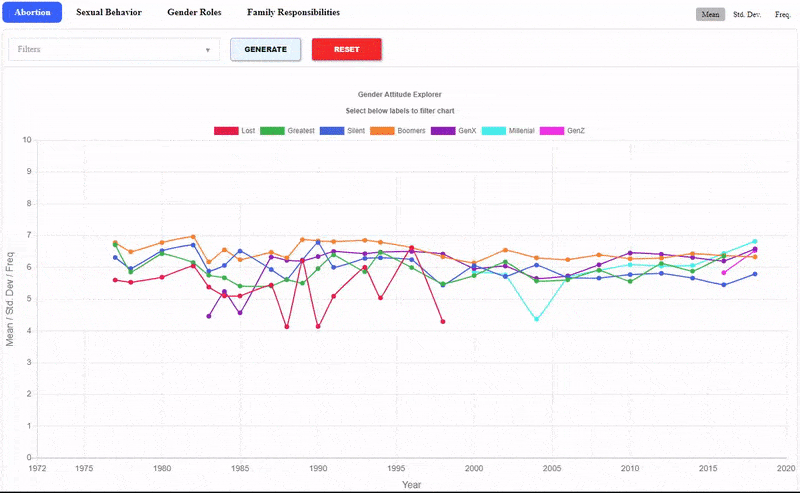 Abortion Sexual Behavior Gender Roles Family Responsibilities Mean Std. Dev. Freq.
Filters GENERATE RESET
Gender Attitude Explorer
Select below labels to filter chart
Lost Greatest Silent Boomers GenX Millenial GenZ
10
9
8
7
6
5
4
3
2
1
0
Mean / Std. Dev / Freq
1972 1975 1980 1985 1990 1995 2000 2005 2010 2015 2020
Year